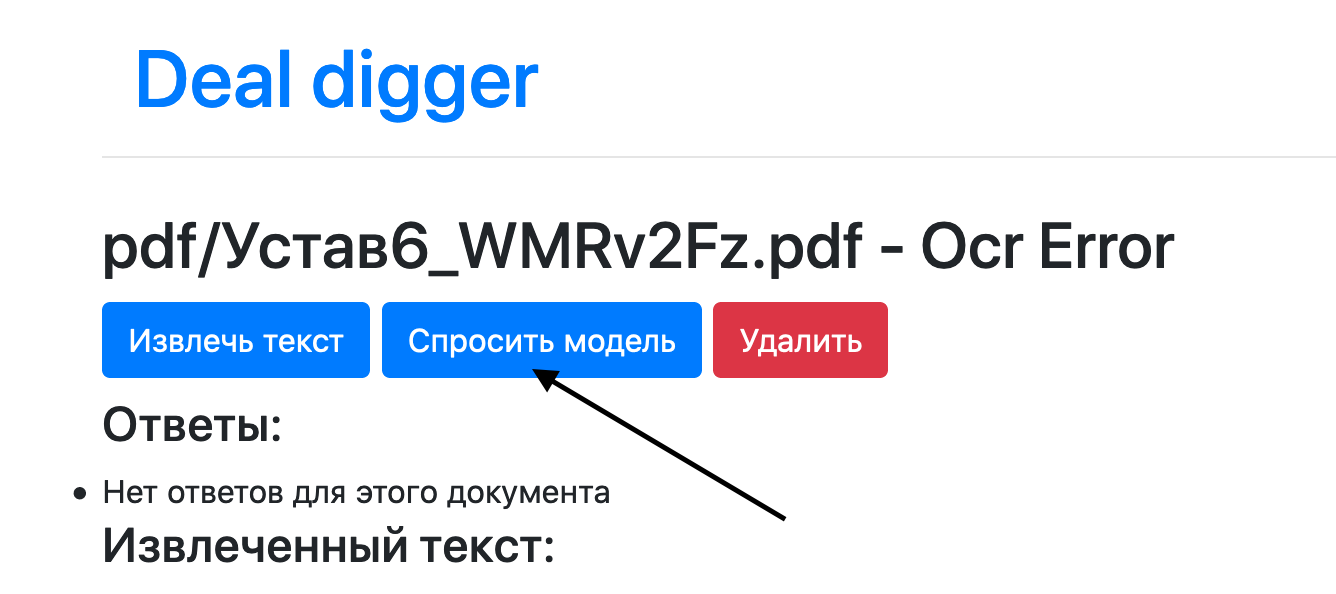 Deal digger
pdf/Устав6_WMRv2Fz.pdf - Ocr Error
Извлечь текст Спросить модель Удалить
Ответы:
• Нет ответов для этого документа
Извлеченный текст: